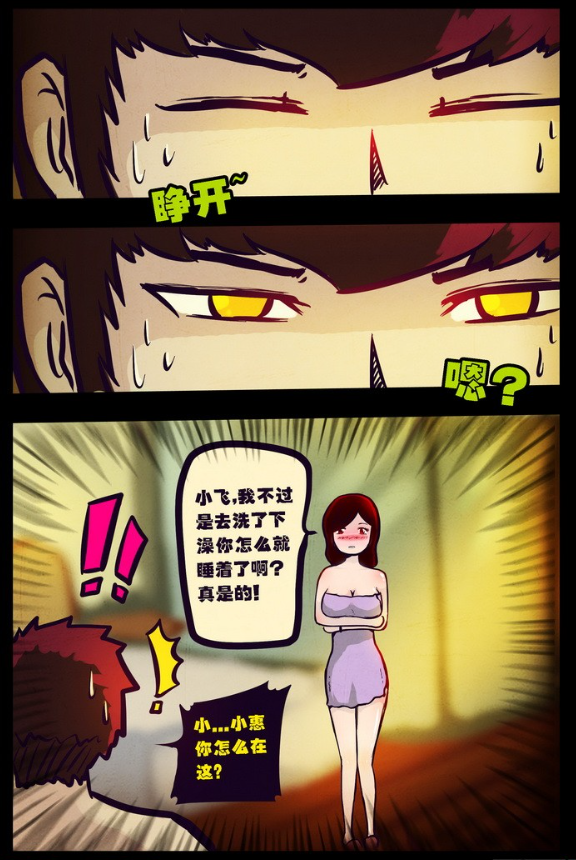 睁开~
嗯?
!!
小飞,我不过
是去洗了下
澡你怎么就
睡着了啊?
真是的!
!
小...小惠
你怎么在
这?